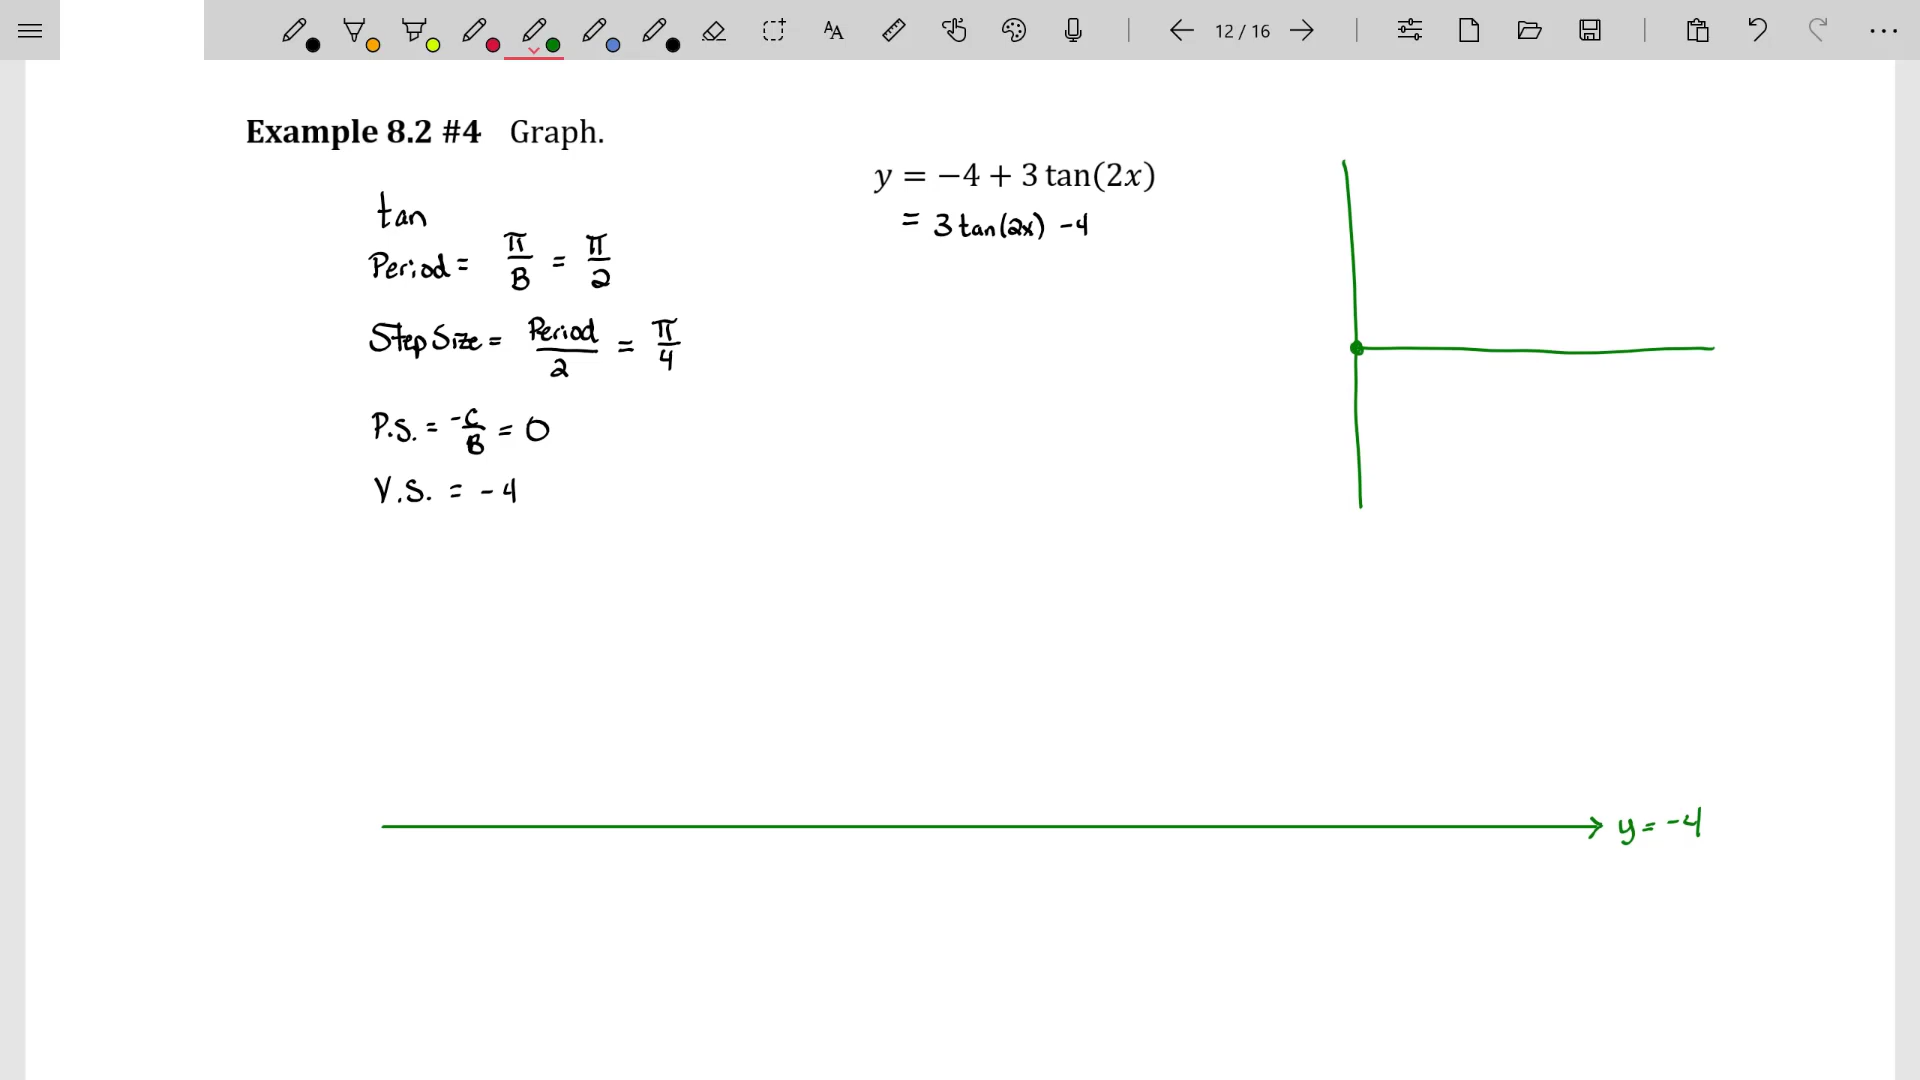 12 / 16
Example 8.2 #4 Graph.
y = −4 + 3 tan(2x)
= 3 tan(2x) - 4
tan
Period = π/B = π/2
Step Size = Period/2 = π/4
P.S. = -C/B = 0
V.S. = -4
y = -4